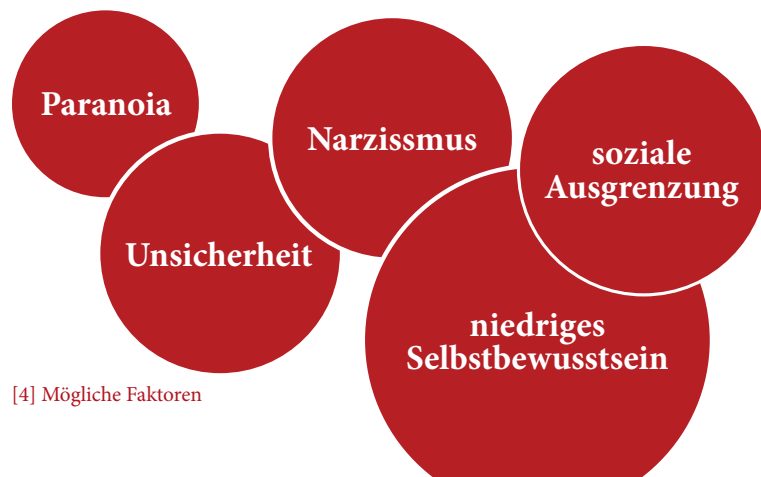 Paranoia
Narzissmus
soziale
Ausgrenzung
Unsicherheit
niedriges
Selbstbewusstsein
[4] Mögliche Faktoren